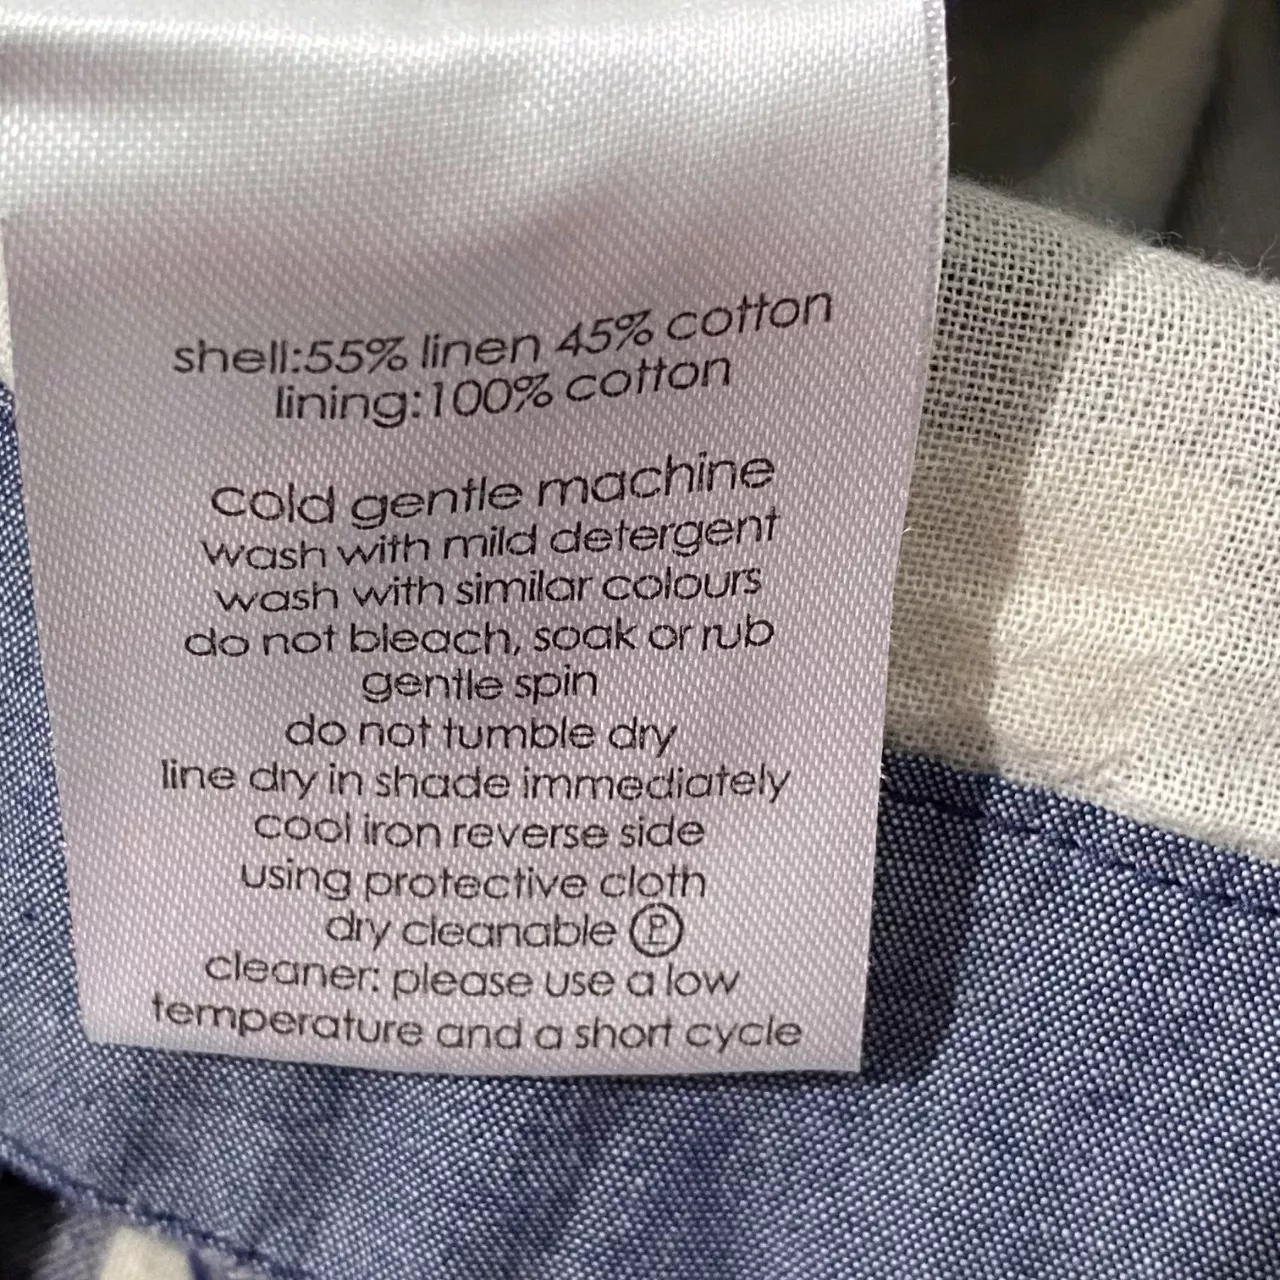 shell:55% linen 45% cotton
lining:100% cotton
cold gentle machine
wash with mild detergent
wash with similar colours
do not bleach, soak or rub
gentle spin
do not tumble dry
line dry in shade immediately
cool iron reverse side
using protective cloth
dry cleanable Ⓟ
cleaner: please use a low
temperature and a short cycle